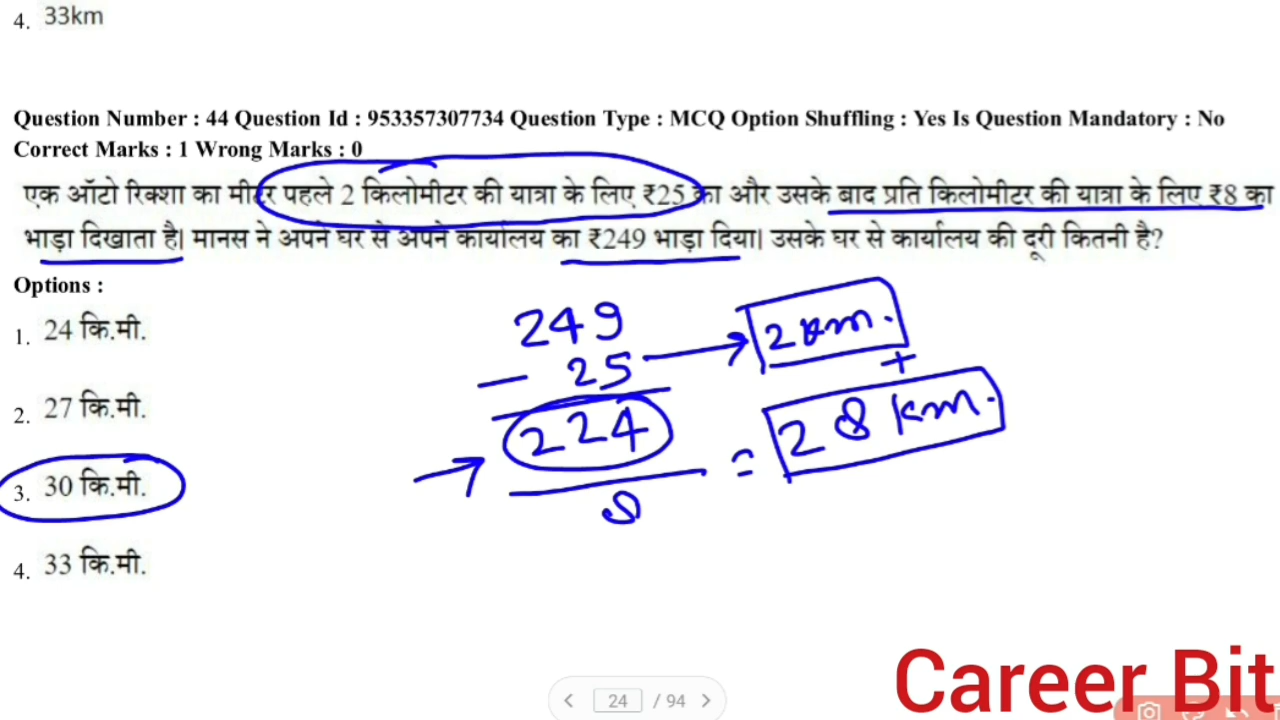 4. 33km
Question Number : 44 Question Id : 953357307734 Question Type : MCQ Option Shuffling : Yes Is Question Mandatory : No
Correct Marks : 1 Wrong Marks : 0
एक ऑटो रिक्शा का मीटर पहले 2 किलोमीटर की यात्रा के लिए ₹25 का और उसके बाद प्रति किलोमीटर की यात्रा के लिए ₹8 का
भाड़ा दिखाता है। मानस ने अपने घर से अपने कार्यालय का ₹249 भाड़ा दिया। उसके घर से कार्यालय की दूरी कितनी है?
Options :
1. 24 कि.मी.
2. 27 कि.मी.
3. 30 कि.मी.
4. 33 कि.मी.
249
- 25 → 2 km.
+
224 = 28 km.
8
Career Bit
24 / 94